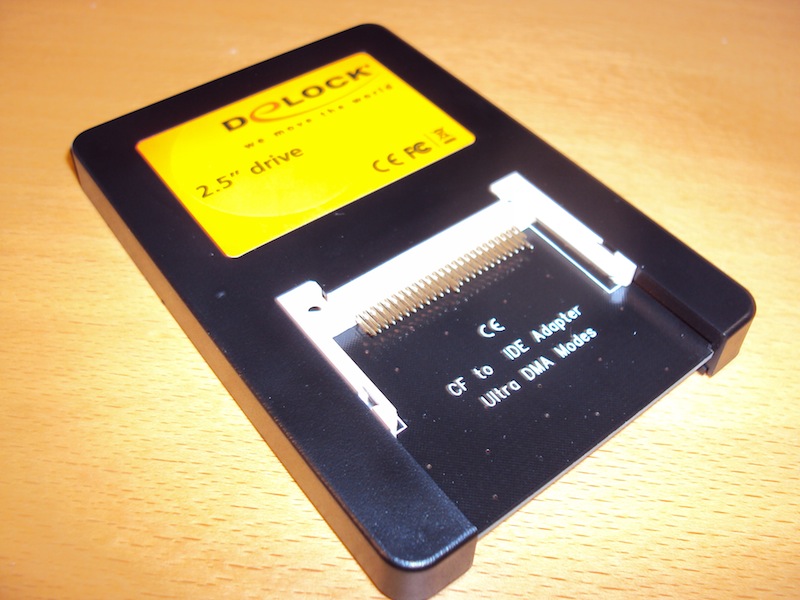 DeLOCK
we move the world
2.5" drive
CE FC
CE
CF to IDE Adapter
Ultra DMA Modes